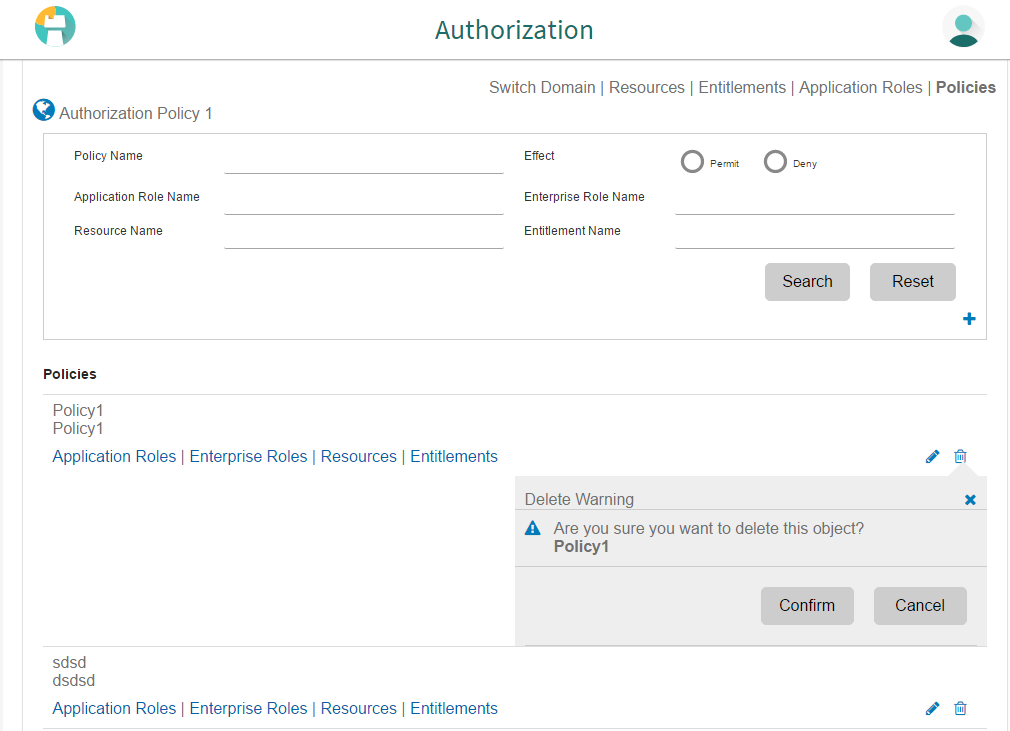 Authorization
Switch Domain | Resources | Entitlements | Application Roles | Policies
Authorization Policy 1
Policy Name
Effect
Permit
Deny
Application Role Name
Enterprise Role Name
Resource Name
Entitlement Name
Search
Reset
Policies
Policy1
Policy1
Application Roles | Enterprise Roles | Resources | Entitlements
Delete Warning
Are you sure you want to delete this object?
Policy1
Confirm
Cancel
sdsd
dsdsd
Application Roles | Enterprise Roles | Resources | Entitlements